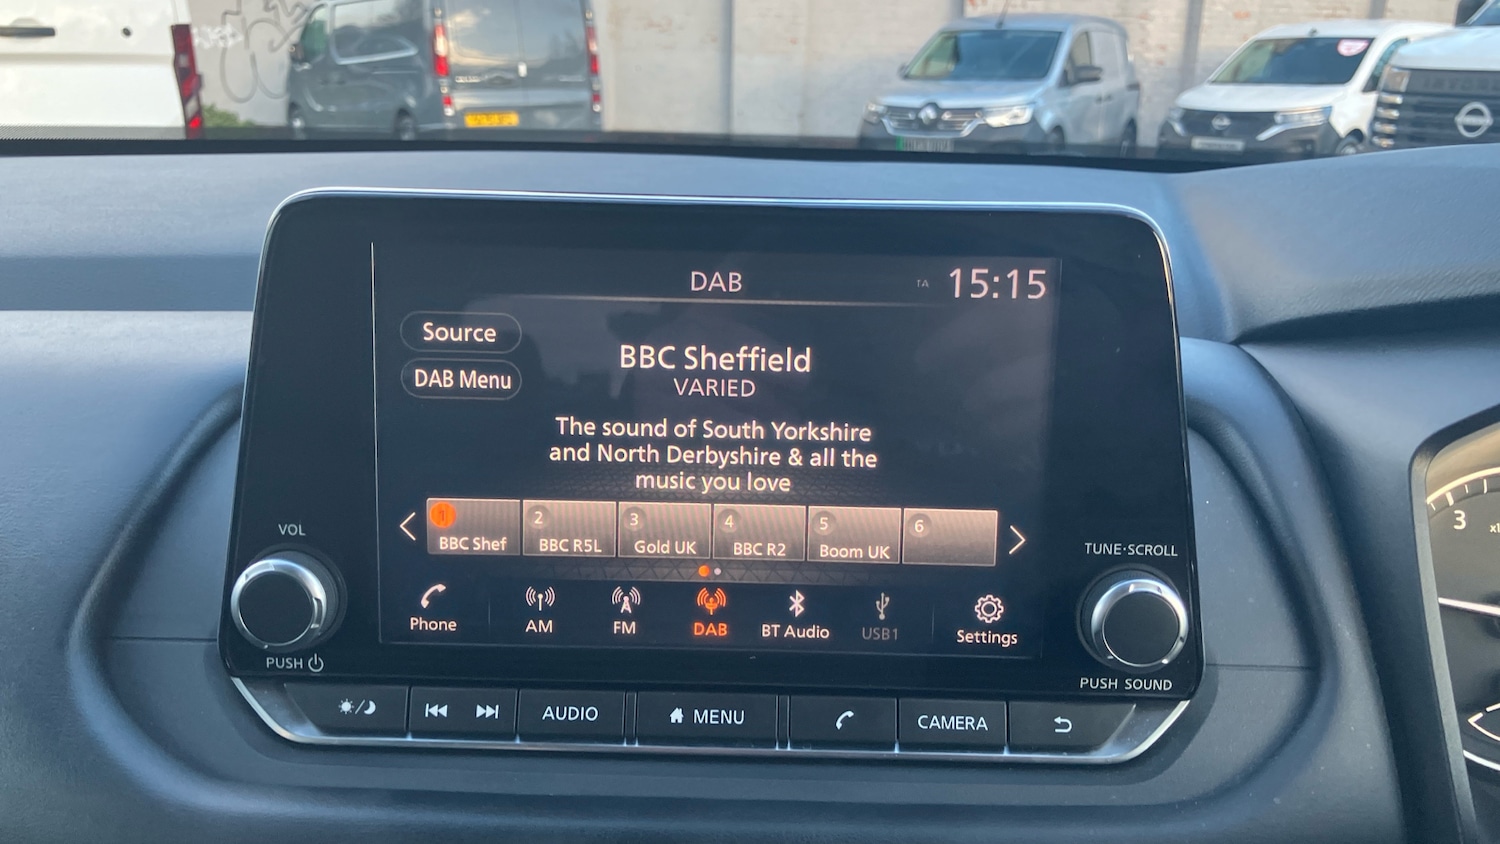 DAB
TA 15:15
Source
DAB Menu
BBC Sheffield
VARIED
The sound of South Yorkshire
and North Derbyshire & all the
music you love
1 2 3 4 5 6
BBC Shef BBC R5L Gold UK BBC R2 Boom UK
VOL
TUNE·SCROLL
Phone AM FM DAB BT Audio USB1 Settings
PUSH
PUSH SOUND
AUDIO MENU CAMERA
3